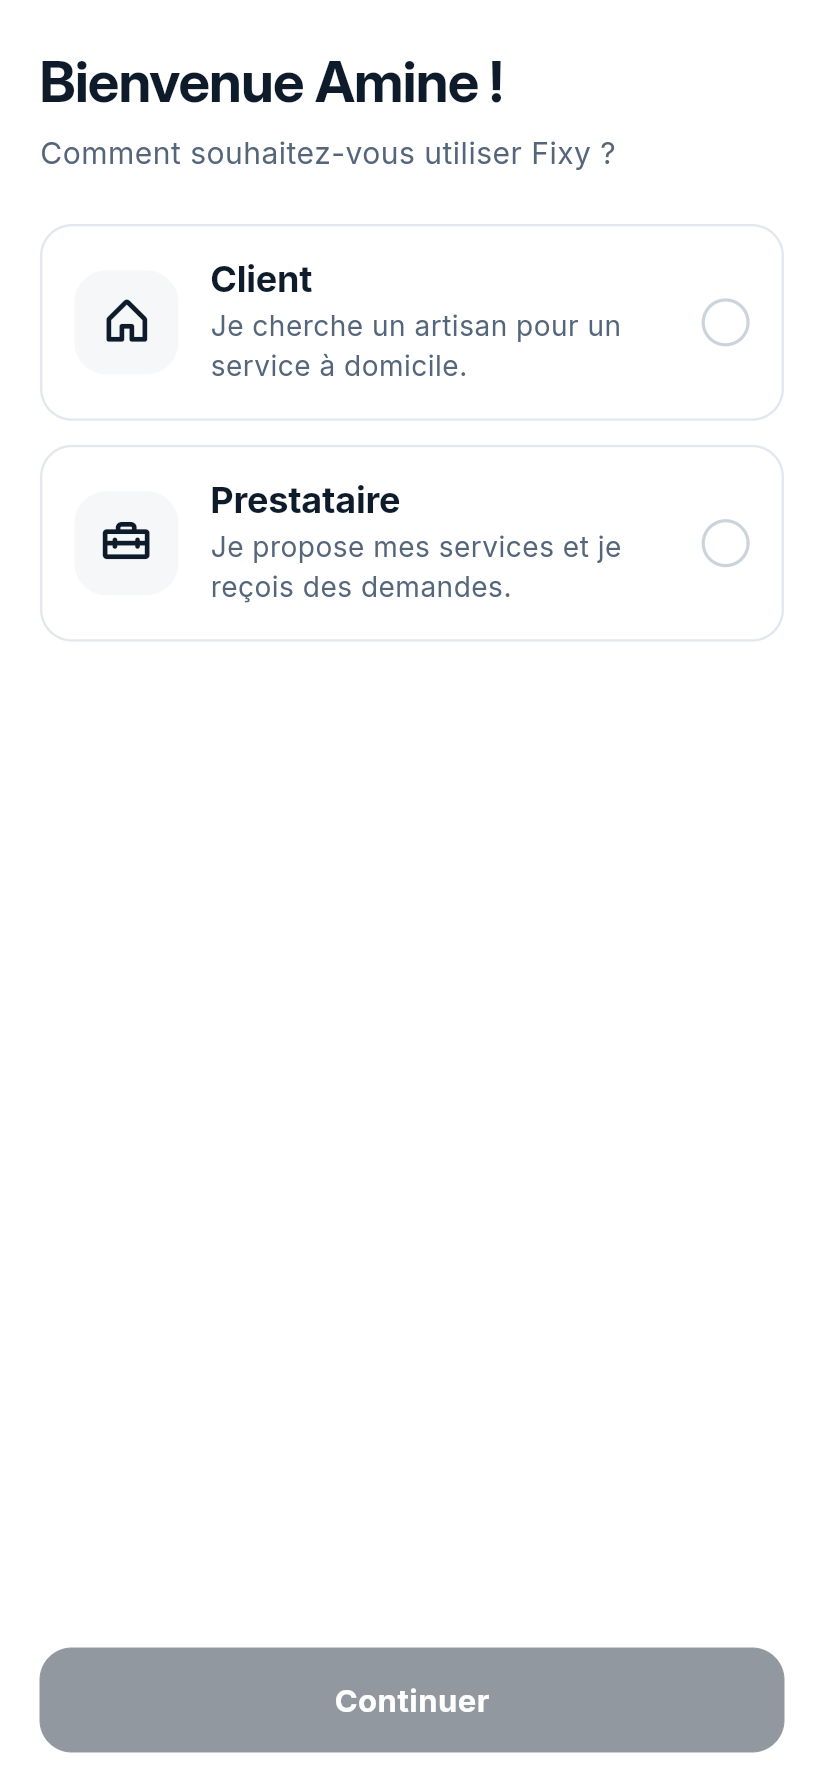 Bienvenue Amine !
Comment souhaitez-vous utiliser Fixy ?
Client
Je cherche un artisan pour un
service à domicile.
Prestataire
Je propose mes services et je
reçois des demandes.
Continuer